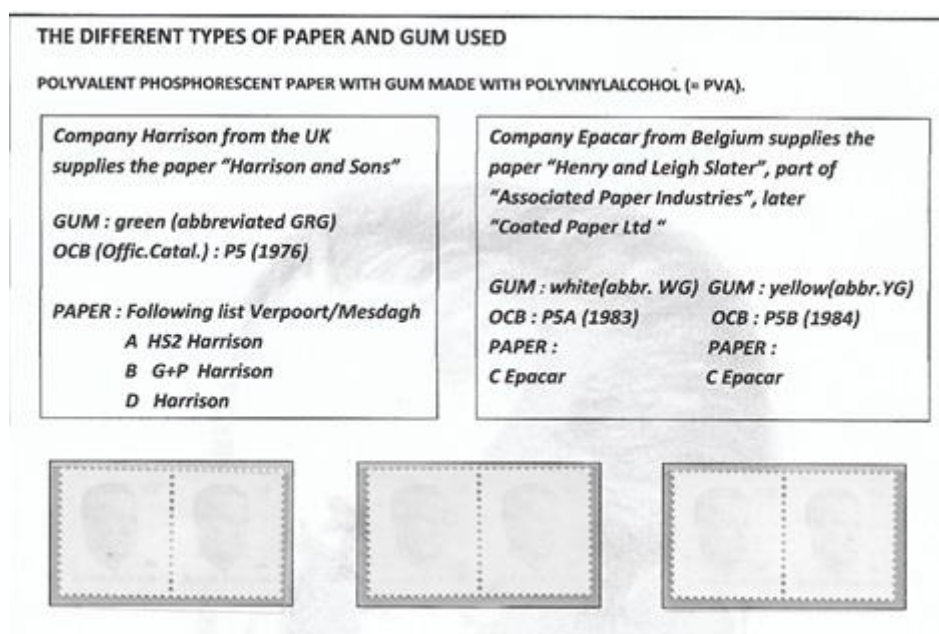 THE DIFFERENT TYPES OF PAPER AND GUM USED
POLYVALENT PHOSPHORESCENT PAPER WITH GUM MADE WITH POLYVINYLALCOHOL (= PVA).
Company Harrison from the UK
supplies the paper “Harrison and Sons”
GUM : green (abbreviated GRG)
OCB (Offic.Catal.) : P5 (1976)
PAPER : Following list Verpoort/Mesdagh
A HS2 Harrison
B G+P Harrison
D Harrison
Company Epacar from Belgium supplies the
paper “Henry and Leigh Slater”, part of
“Associated Paper Industries”, later
“Coated Paper Ltd “
GUM : white(abbr. WG) GUM : yellow(abbr.YG)
OCB : P5A (1983) OCB : P5B (1984)
PAPER : PAPER :
C Epacar C Epacar